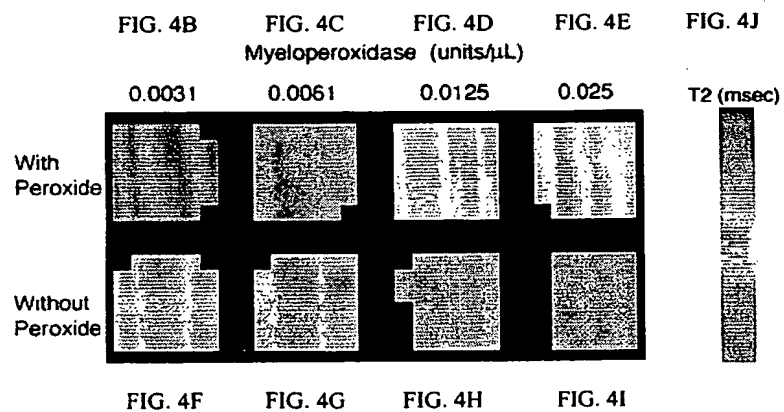 FIG. 4B FIG. 4C FIG. 4D FIG. 4E FIG. 4J
Myeloperoxidase (units/µL)
0.0031 0.0061 0.0125 0.025 T2 (msec)
With
Peroxide
Without
Peroxide
FIG. 4F FIG. 4G FIG. 4H FIG. 4I